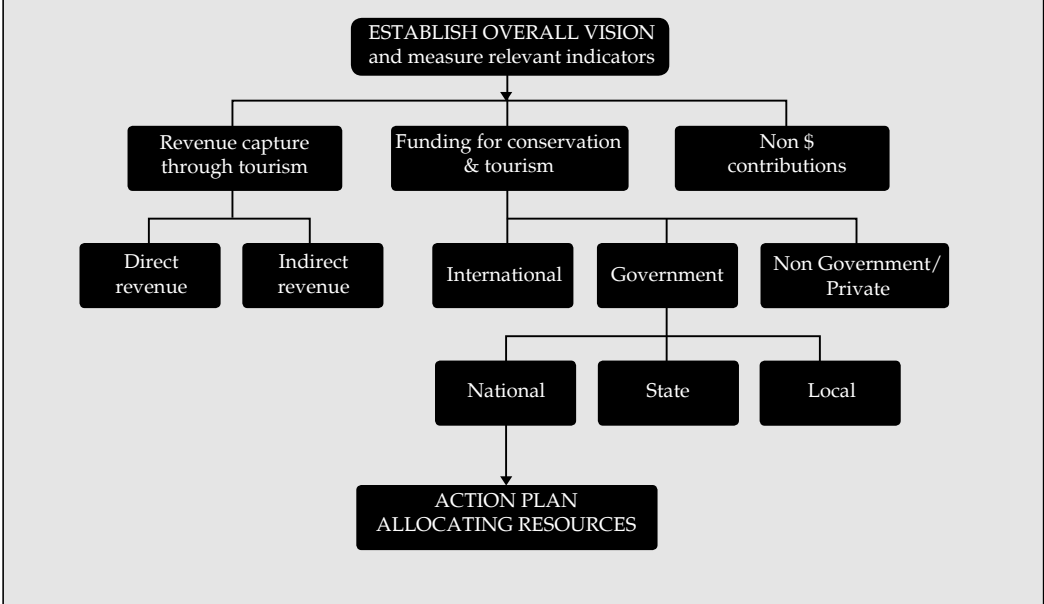 ESTABLISH OVERALL VISION
and measure relevant indicators
Revenue capture
through tourism
Funding for conservation
& tourism
Non $
contributions
Direct
revenue
Indirect
revenue
International
Government
Non Government/
Private
National
State
Local
ACTION PLAN
ALLOCATING RESOURCES